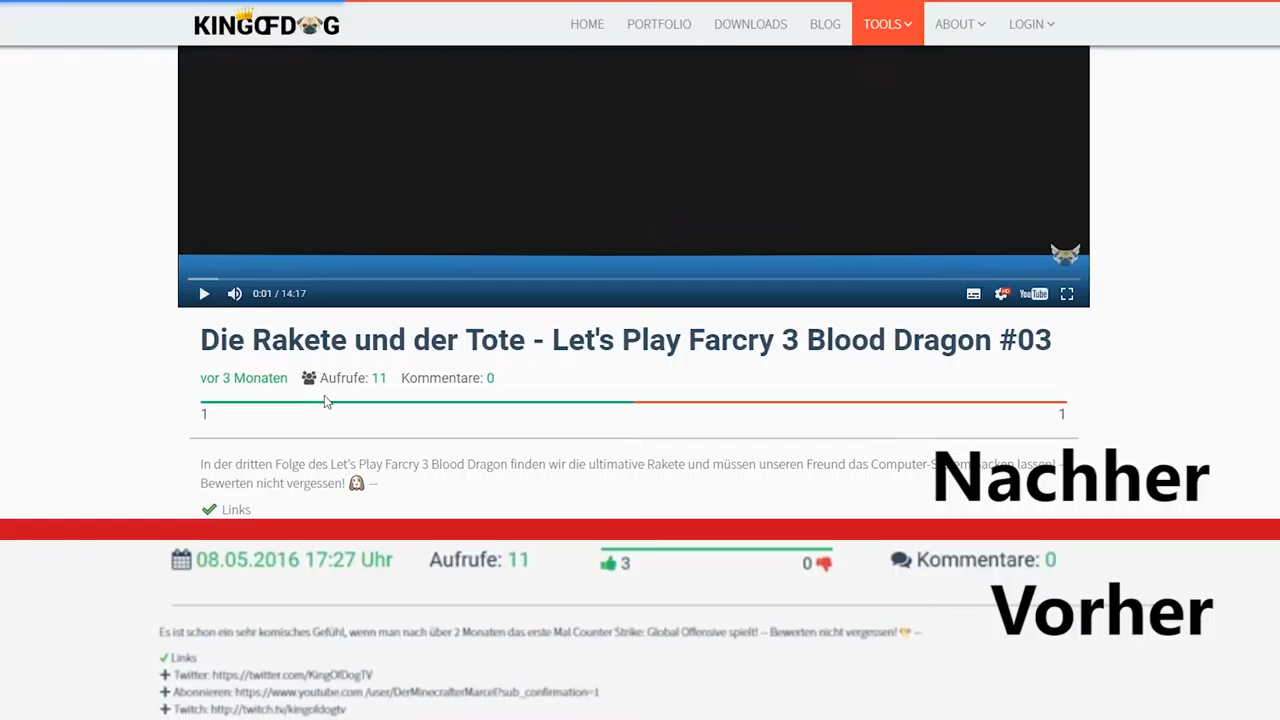 KINGOFDOG HOME PORTFOLIO DOWNLOADS BLOG TOOLS ABOUT LOGIN
0:01 / 14:17 HD YouTube
Die Rakete und der Tote - Let's Play Farcry 3 Blood Dragon #03
vor 3 Monaten Aufrufe: 11 Kommentare: 0
1 1
In der dritten Folge des Let's Play Farcry 3 Blood Dragon finden wir die ultimative Rakete und müssen unseren Freund das Computer-System hacken lassen! --
Bewerten nicht vergessen! --
Links
Nachher
08.05.2016 17:27 Uhr Aufrufe: 11 3 0 Kommentare: 0
Vorher
Es ist schon ein sehr komisches Gefühl, wenn man nach über 2 Monaten das erste Mal Counter Strike: Global Offensive spielt! -- Bewerten nicht vergessen! --
Links
Twitter: https://twitter.com/KingOfDogTV
Abonnieren: https://www.youtube.com /user/DerMinecrafterMarcel?sub_confirmation=1
Twitch: http://twitch.tv/kingofdogtv